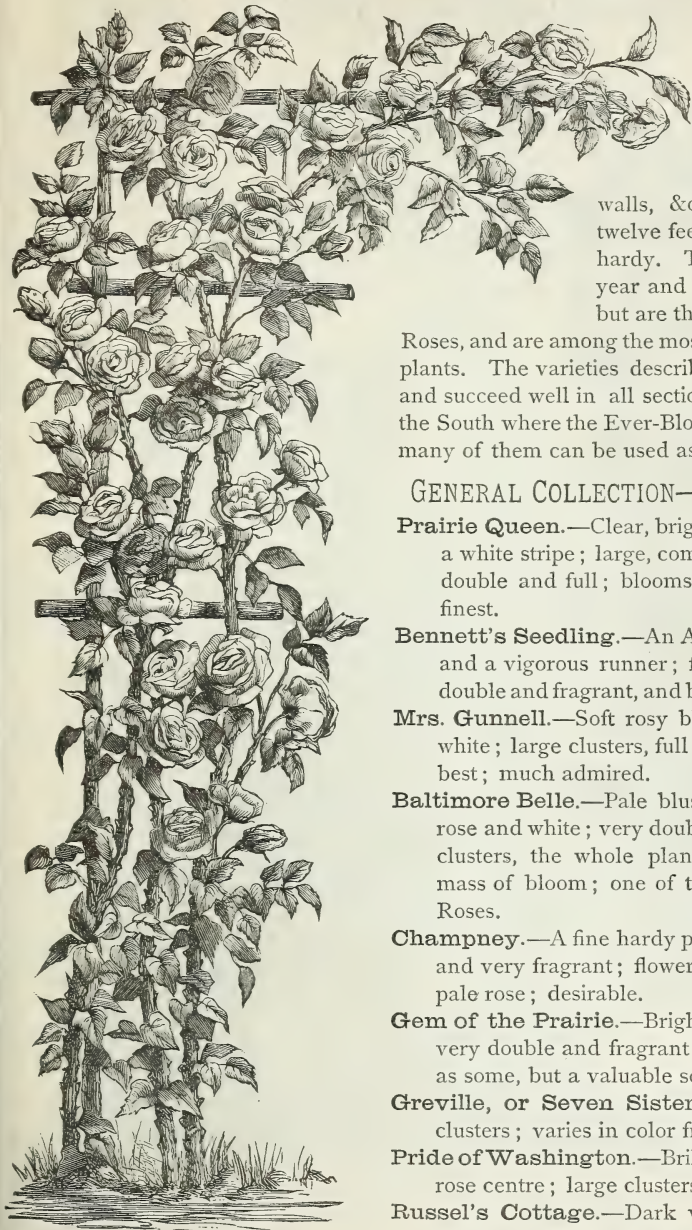 walls, &c
twelve fee
hardy. T
year and
but are th
Roses, and are among the mos
plants. The varieties describ
and succeed well in all sectio
the South where the Ever-Blo
many of them can be used as
GENERAL COLLECTION—
Prairie Queen.—Clear, brig
a white stripe; large, com
double and full; blooms
finest.
Bennett's Seedling.—An A
and a vigorous runner; f
double and fragrant, and b
Mrs. Gunnell.—Soft rosy b
white; large clusters, full
best; much admired.
Baltimore Belle.—Pale blus
rose and white; very doub
clusters, the whole plan
mass of bloom; one of t
Roses.
Champney.—A fine hardy p
and very fragrant; flower
pale rose; desirable.
Gem of the Prairie.—Brigh
very double and fragrant
as some, but a valuable so
Greville, or Seven Sister
clusters; varies in color f
Pride of Washington.—Bril
rose centre; large clusters
Russel's Cottage.—Dark v